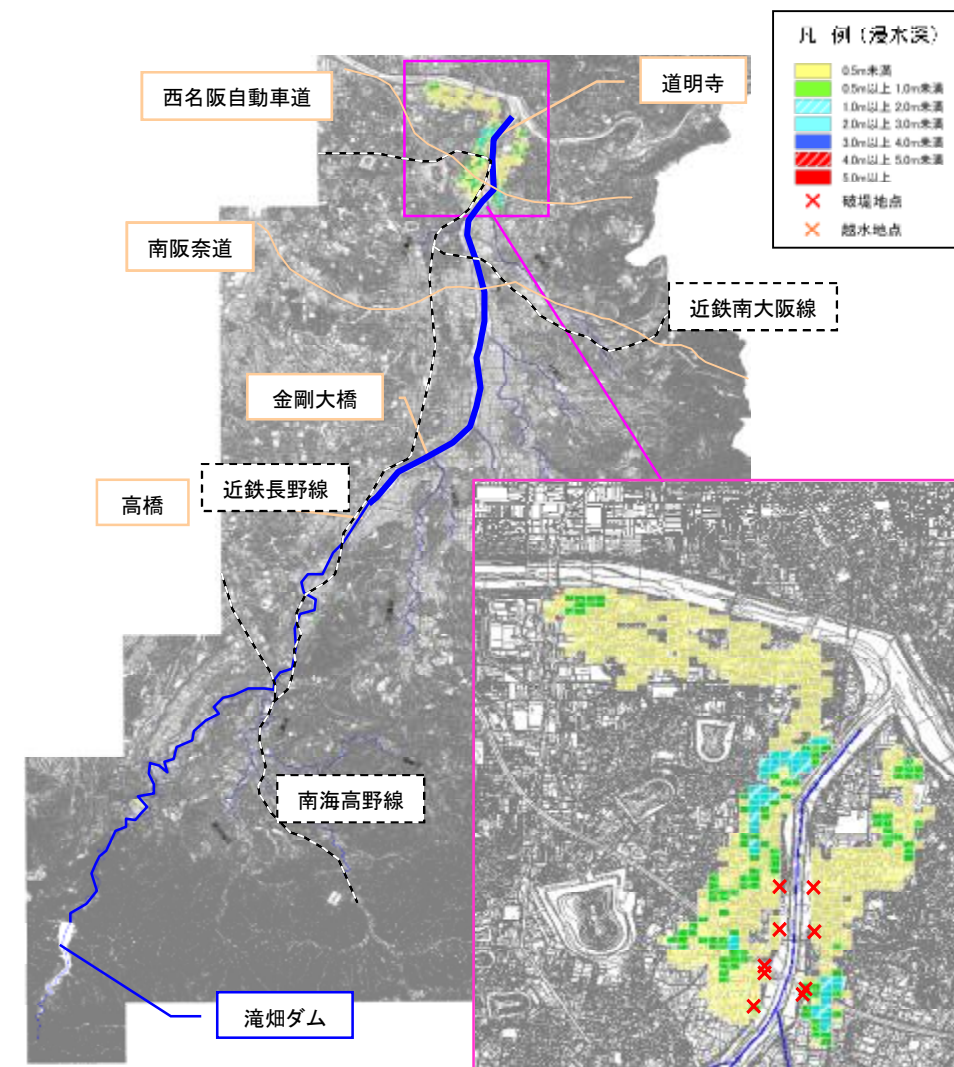 凡 例（浸水深）
0.5m未満
0.5m以上 1.0m未満
1.0m以上 2.0m未満
2.0m以上 3.0m未満
3.0m以上 4.0m未満
4.0m以上 5.0m未満
5.0m以上
破堤地点
越水地点
西名阪自動車道
道明寺
南阪奈道
近鉄南大阪線
金剛大橋
近鉄長野線
高橋
南海高野線
滝畑ダム